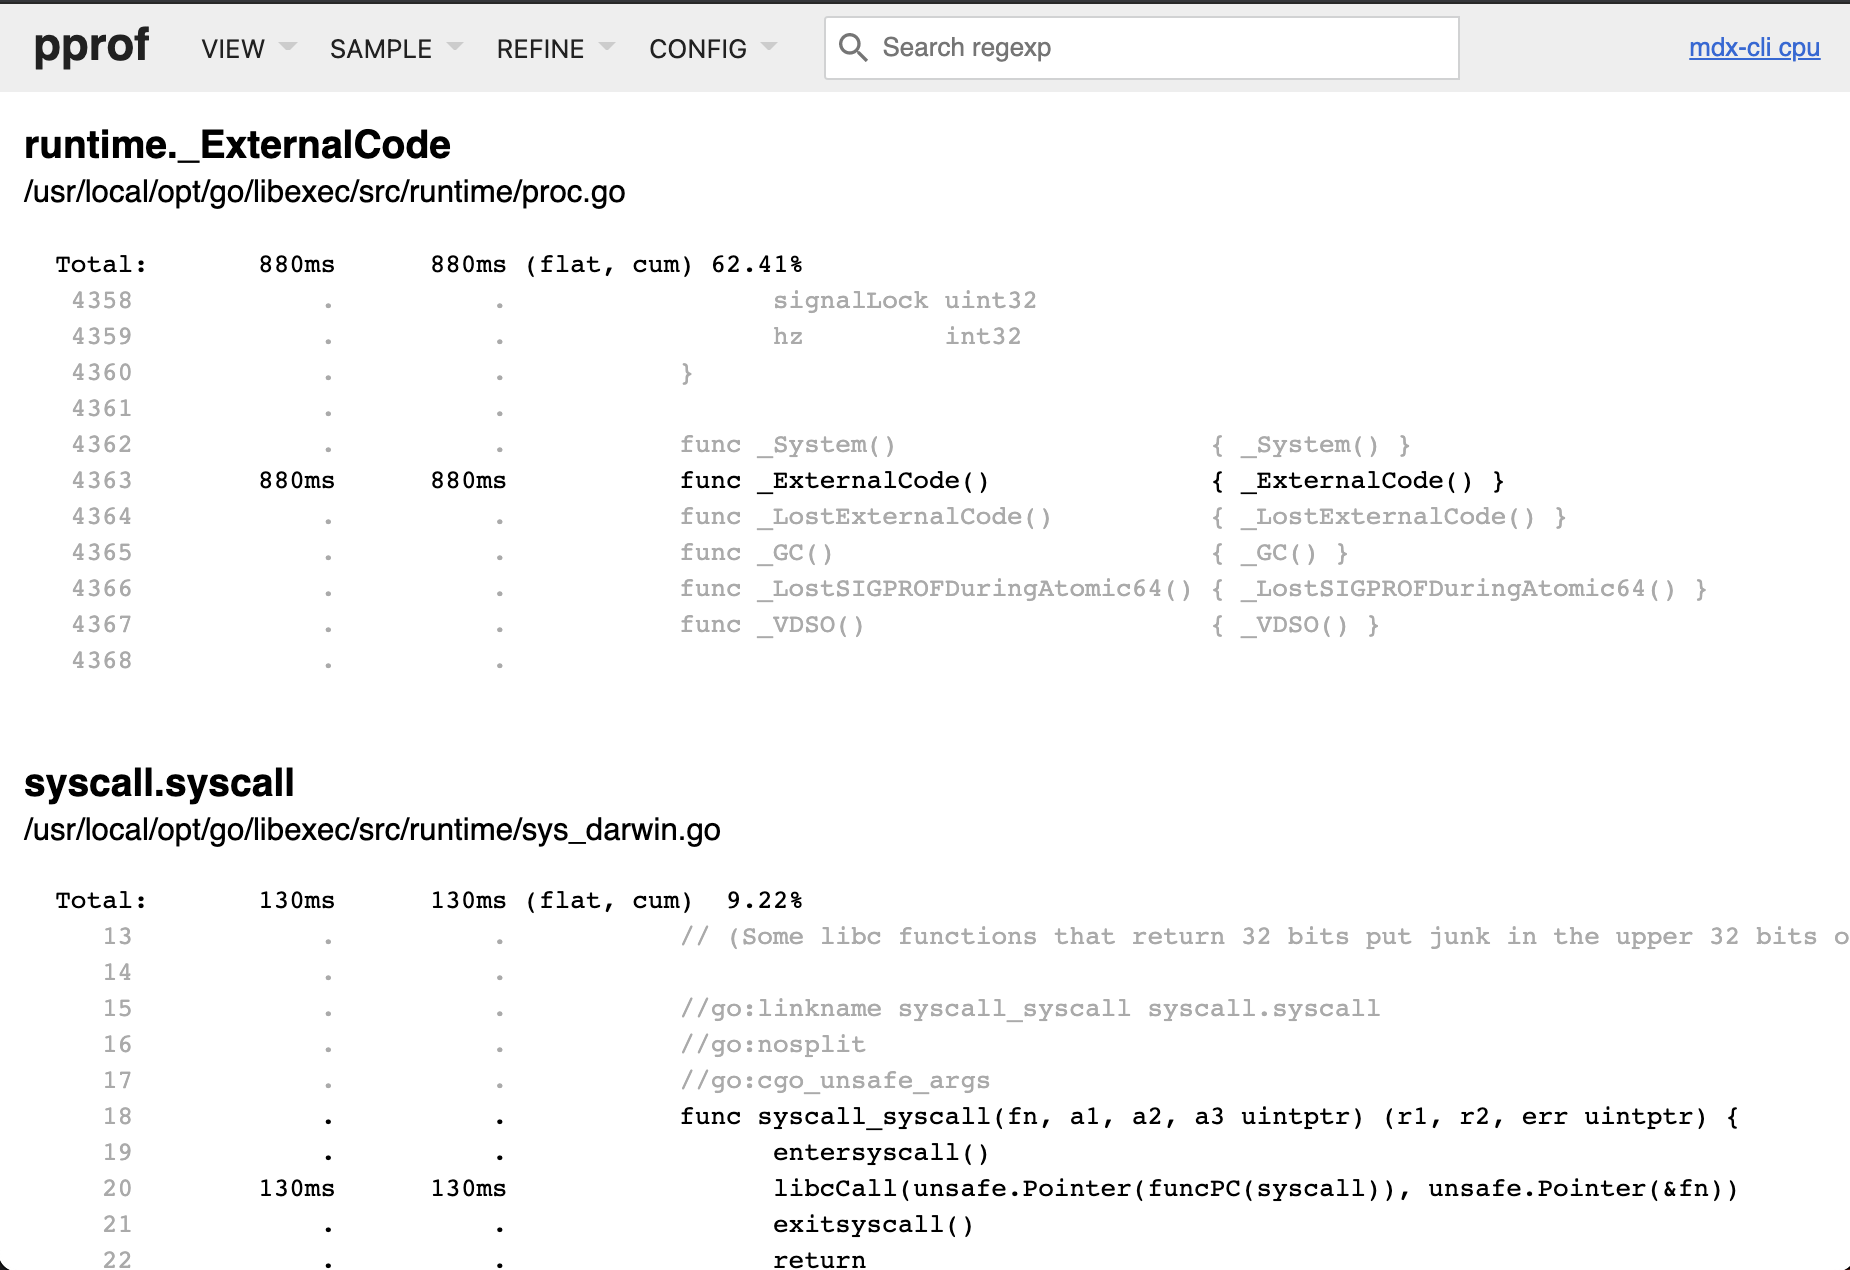 pprof VIEW SAMPLE REFINE CONFIG Search regexp mdx-cli cpu
runtime._ExternalCode
/usr/local/opt/go/libexec/src/runtime/proc.go
Total: 880ms 880ms (flat, cum) 62.41%
4358 . . signalLock uint32
4359 . . hz int32
4360 . . }
4361 . .
4362 . . func _System() { _System() }
4363 880ms 880ms func _ExternalCode() { _ExternalCode() }
4364 . . func _LostExternalCode() { _LostExternalCode() }
4365 . . func _GC() { _GC() }
4366 . . func _LostSIGPROFDuringAtomic64() { _LostSIGPROFDuringAtomic64() }
4367 . . func _VDSO() { _VDSO() }
4368 . .
syscall.syscall
/usr/local/opt/go/libexec/src/runtime/sys_darwin.go
Total: 130ms 130ms (flat, cum) 9.22%
13 . . // (Some libc functions that return 32 bits put junk in the upper 32 bits o
14 . .
15 . . //go:linkname syscall_syscall syscall.syscall
16 . . //go:nosplit
17 . . //go:cgo_unsafe_args
18 . . func syscall_syscall(fn, a1, a2, a3 uintptr) (r1, r2, err uintptr) {
19 . . entersyscall()
20 130ms 130ms libcCall(unsafe.Pointer(funcPC(syscall)), unsafe.Pointer(&fn))
21 . . exitsyscall()
22 . . return